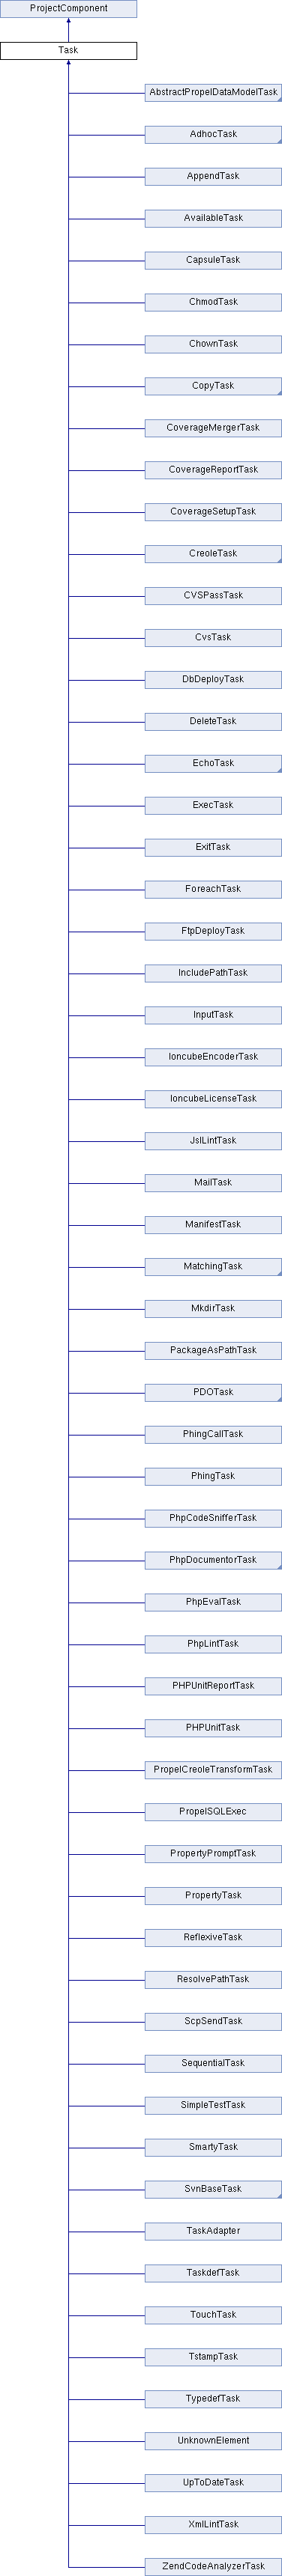 ProjectComponent
Task
AbstractPropelDataModelTask
AdhocTask
AppendTask
AvailableTask
CapsuleTask
ChmodTask
ChownTask
CopyTask
CoverageMergerTask
CoverageReportTask
CoverageSetupTask
CreoleTask
CVSPassTask
CvsTask
DbDeployTask
DeleteTask
EchoTask
ExecTask
ExitTask
ForeachTask
FtpDeployTask
IncludePathTask
InputTask
IoncubeEncoderTask
IoncubeLicenseTask
JslLintTask
MailTask
ManifestTask
MatchingTask
MkdirTask
PackageAsPathTask
PDOTask
PhingCallTask
PhingTask
PhpCodeSnifferTask
PhpDocumentorTask
PhpEvalTask
PhpLintTask
PHPUnitReportTask
PHPUnitTask
PropelCreoleTransformTask
PropelSQLExec
PropertyPromptTask
PropertyTask
ReflexiveTask
ResolvePathTask
ScpSendTask
SequentialTask
SimpleTestTask
SmartyTask
SvnBaseTask
TaskAdapter
TaskdefTask
TouchTask
TstampTask
TypedefTask
UnknownElement
UpToDateTask
XmlLintTask
ZendCodeAnalyzerTask